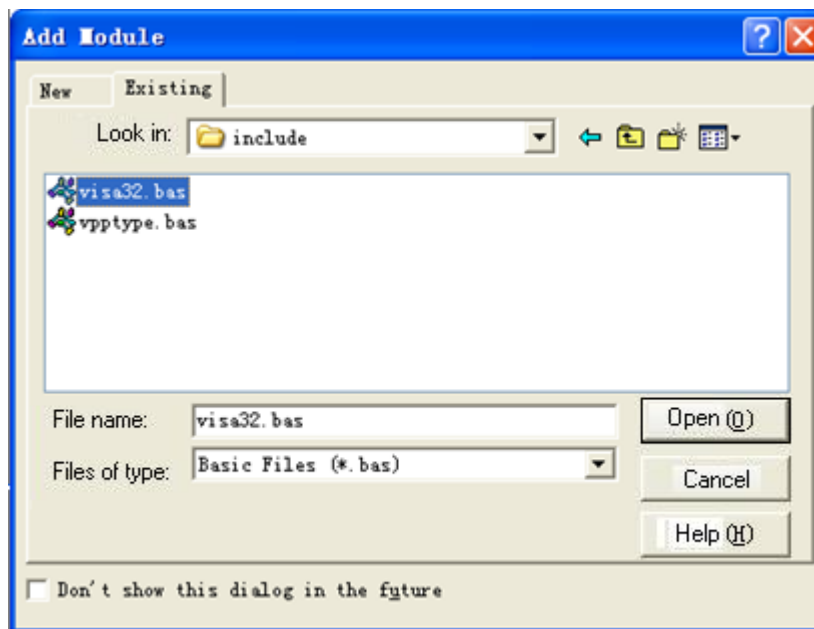 Add Module
New Existing
Look in: include
visa32.bas
vpptype.bas
File name: visa32.bas Open (O)
Files of type: Basic Files (*.bas) Cancel
Help (H)
Don't show this dialog in the future